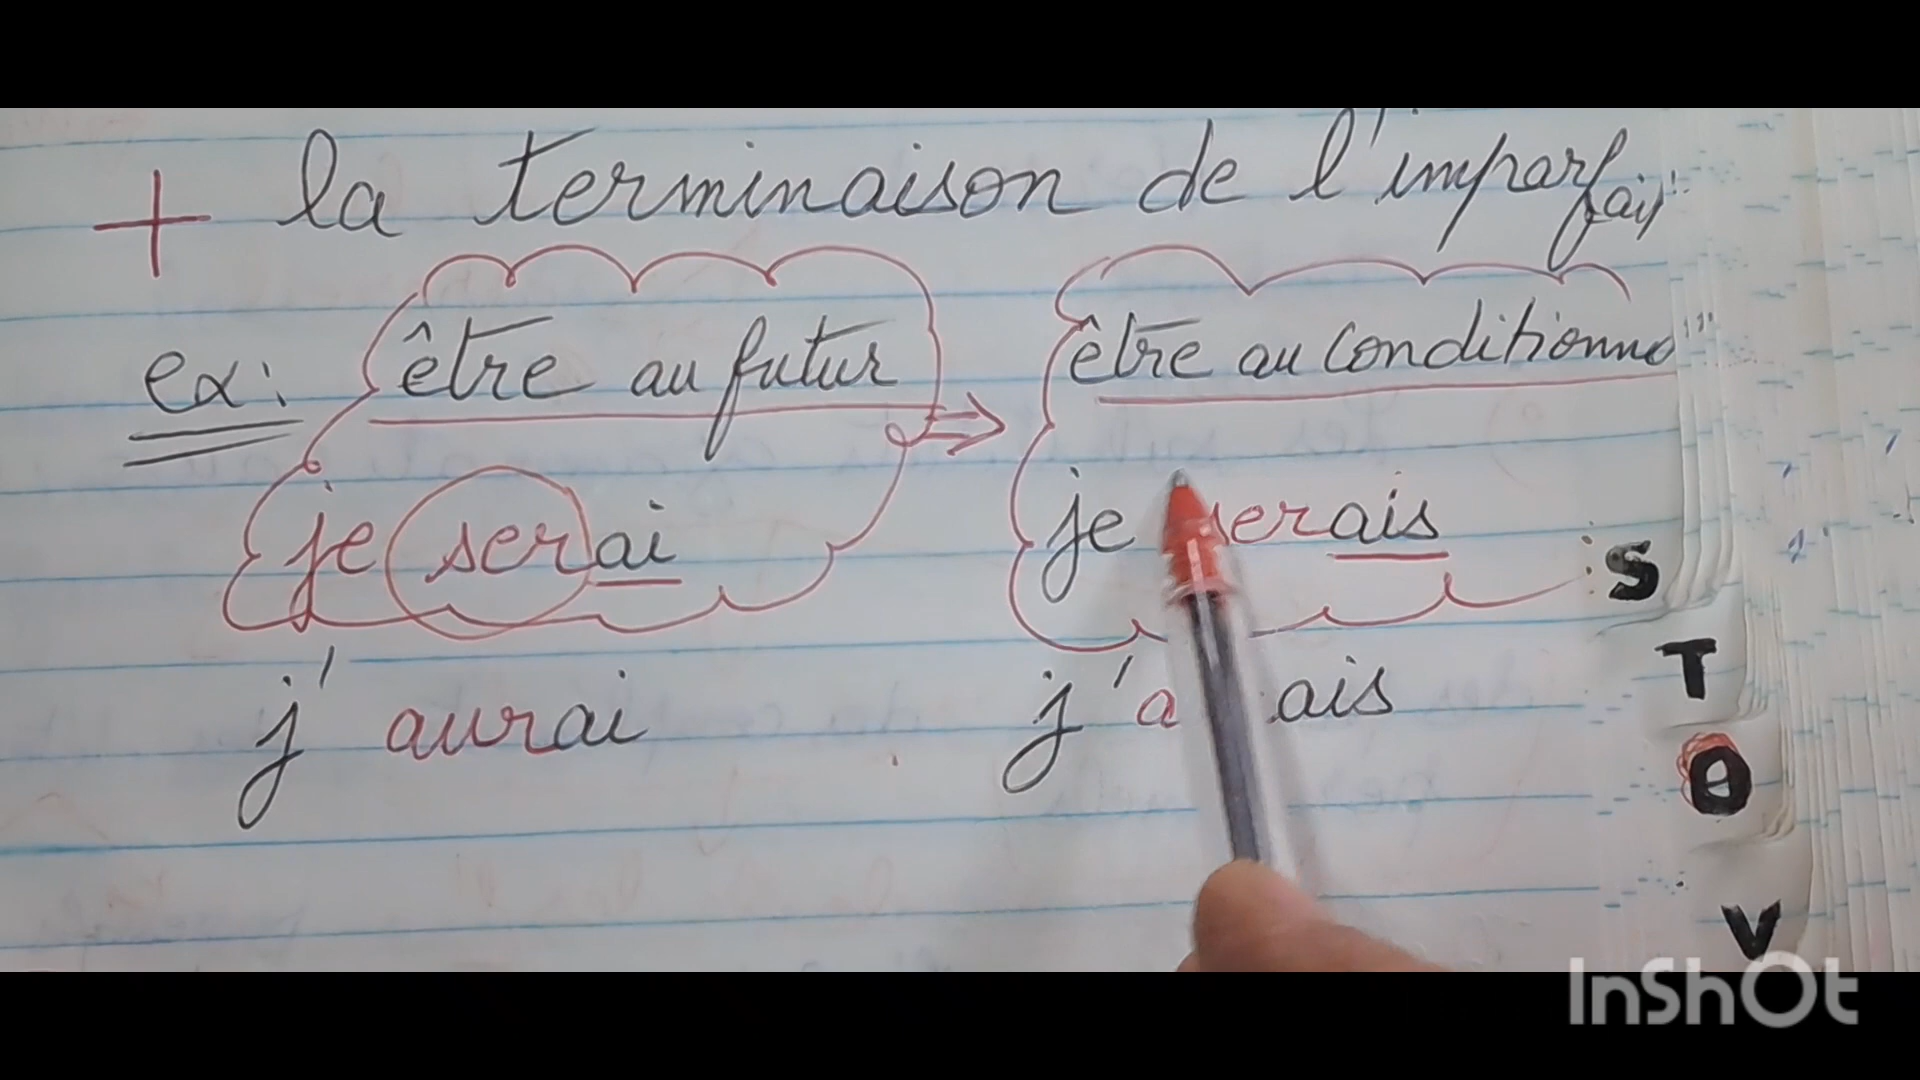 + la terminaison de l'imparfait
ex: être au futur ⇒ être au conditionnel
je serai je serais
j'aurai j'a ais
S
T
U
V
InShOt